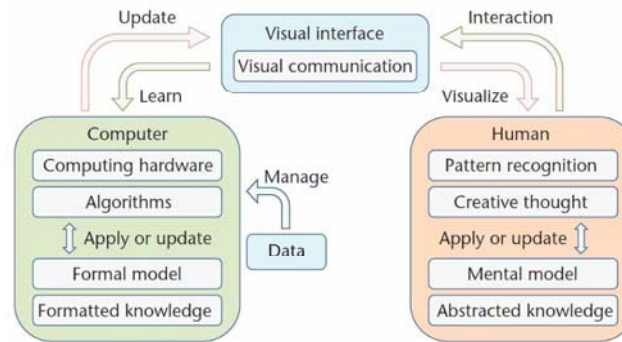 Update
Visual interface
Interaction
Visual communication
Learn
Visualize
Computer
Human
Computing hardware
Manage
Pattern recognition
Algorithms
Creative thought
Apply or update
Data
Apply or update
Formal model
Mental model
Formatted knowledge
Abstracted knowledge